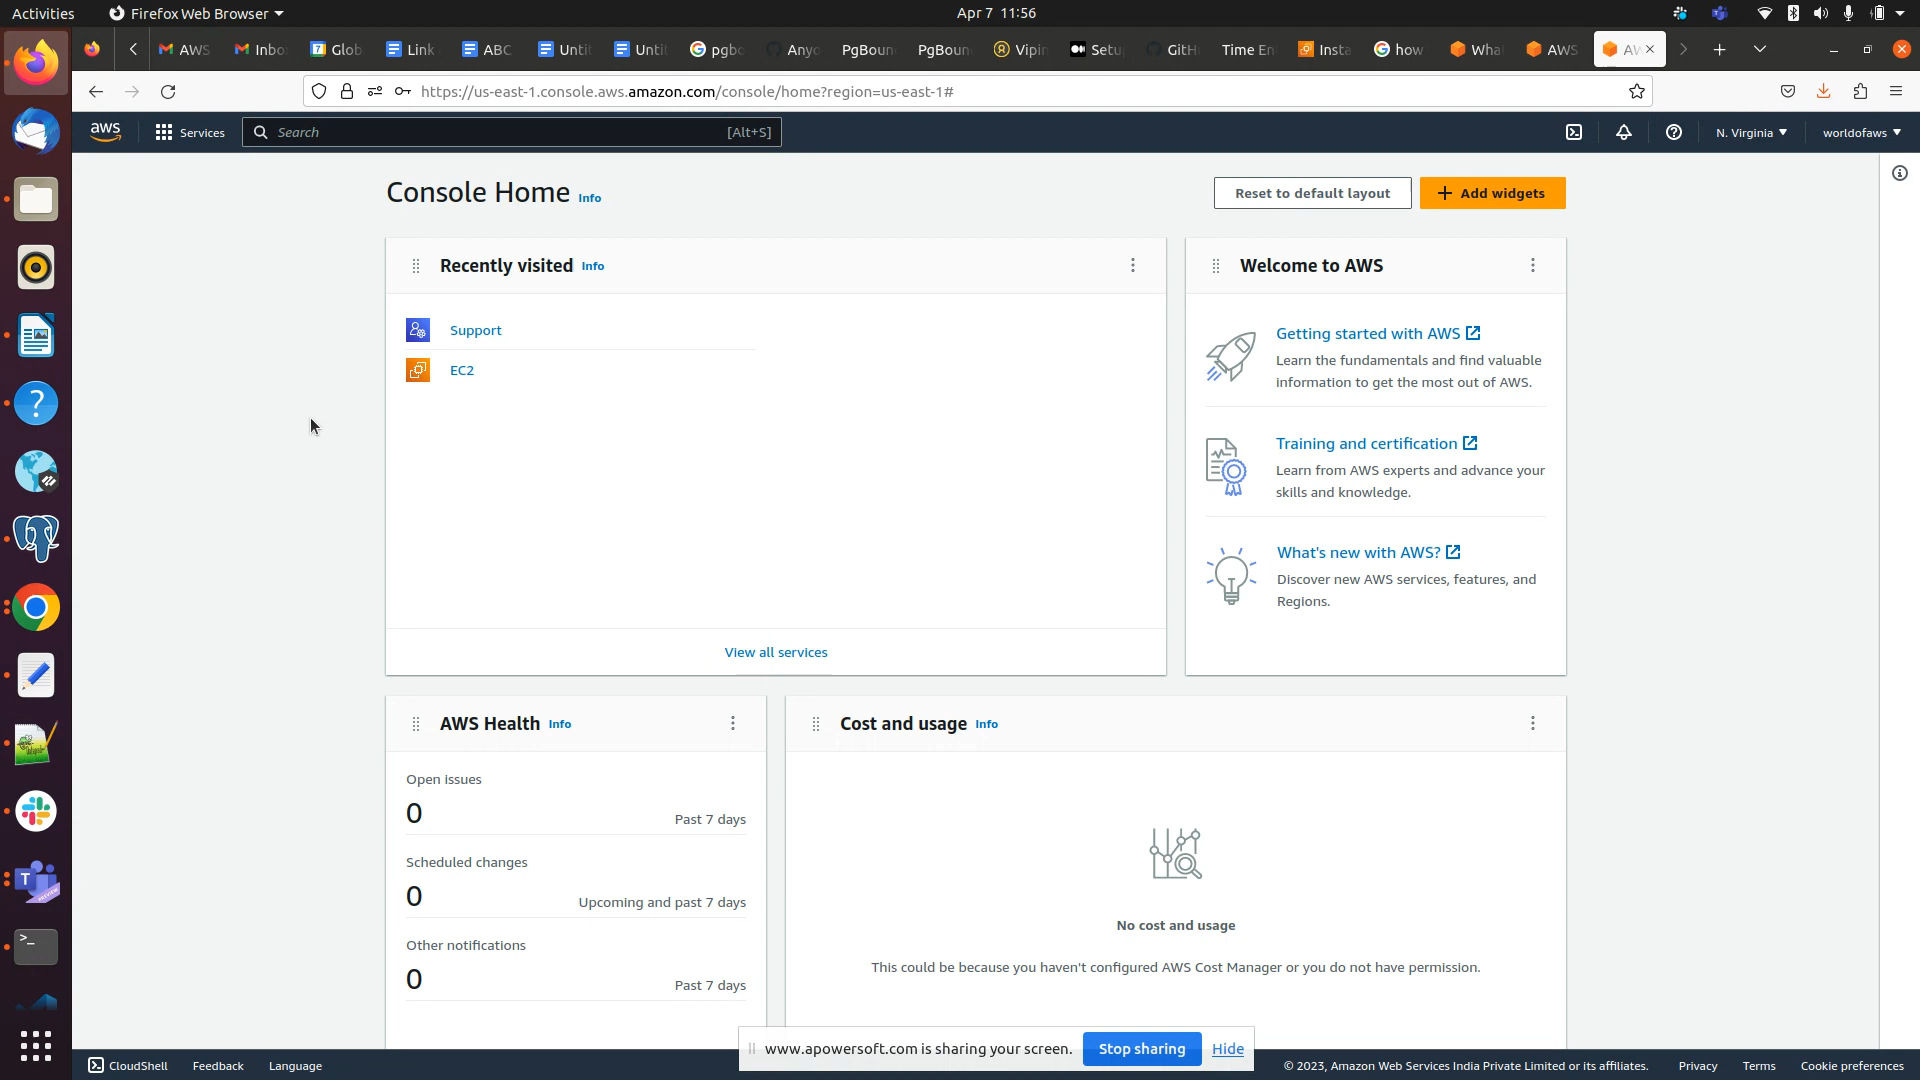 Activities
Firefox Web Browser
Apr 7 11:56
AWS
Inbo
Glob
Link
ABC
Unti
Unti
pgbo
Anyo
PgBoun
PgBoun
Vipin
Setu
GitH
Time En
Insta
how
Wha
AWS
AW
https://us-east-1.console.aws.amazon.com/console/home?region=us-east-1#
aws
Services
Search
[Alt+S]
N. Virginia
worldofaws
Console Home Info
Reset to default layout
Add widgets
Recently visited Info
Support
EC2
View all services
Welcome to AWS
Getting started with AWS
Learn the fundamentals and find valuable
information to get the most out of AWS.
Training and certification
Learn from AWS experts and advance your
skills and knowledge.
What's new with AWS?
Discover new AWS services, features, and
Regions.
AWS Health Info
Open issues
0
Past 7 days
Scheduled changes
0
Upcoming and past 7 days
Other notifications
0
Past 7 days
Cost and usage Info
No cost and usage
This could be because you haven't configured AWS Cost Manager or you do not have permission.
www.apowersoft.com is sharing your screen.
Stop sharing
Hide
CloudShell
Feedback
Language
© 2023, Amazon Web Services India Private Limited or its affiliates.
Privacy
Terms
Cookie preferences